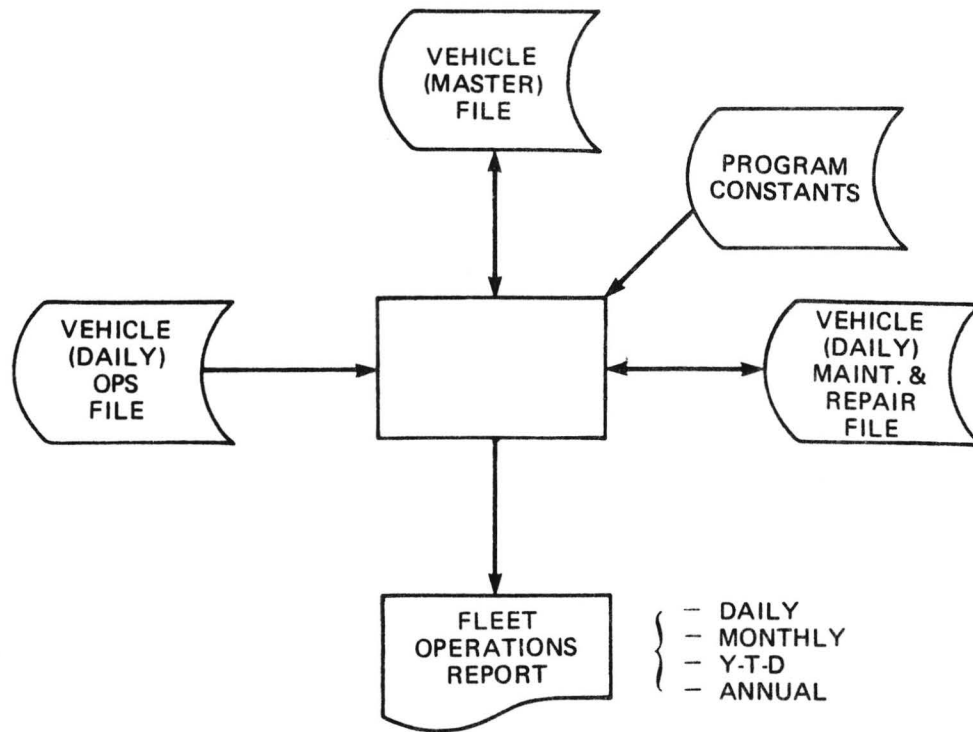 VEHICLE
(MASTER)
FILE
PROGRAM
CONSTANTS
VEHICLE
(DAILY)
OPS
FILE
VEHICLE
(DAILY)
MAINT. &
REPAIR
FILE
FLEET
OPERATIONS
REPORT
– DAILY
– MONTHLY
– Y-T-D
– ANNUAL